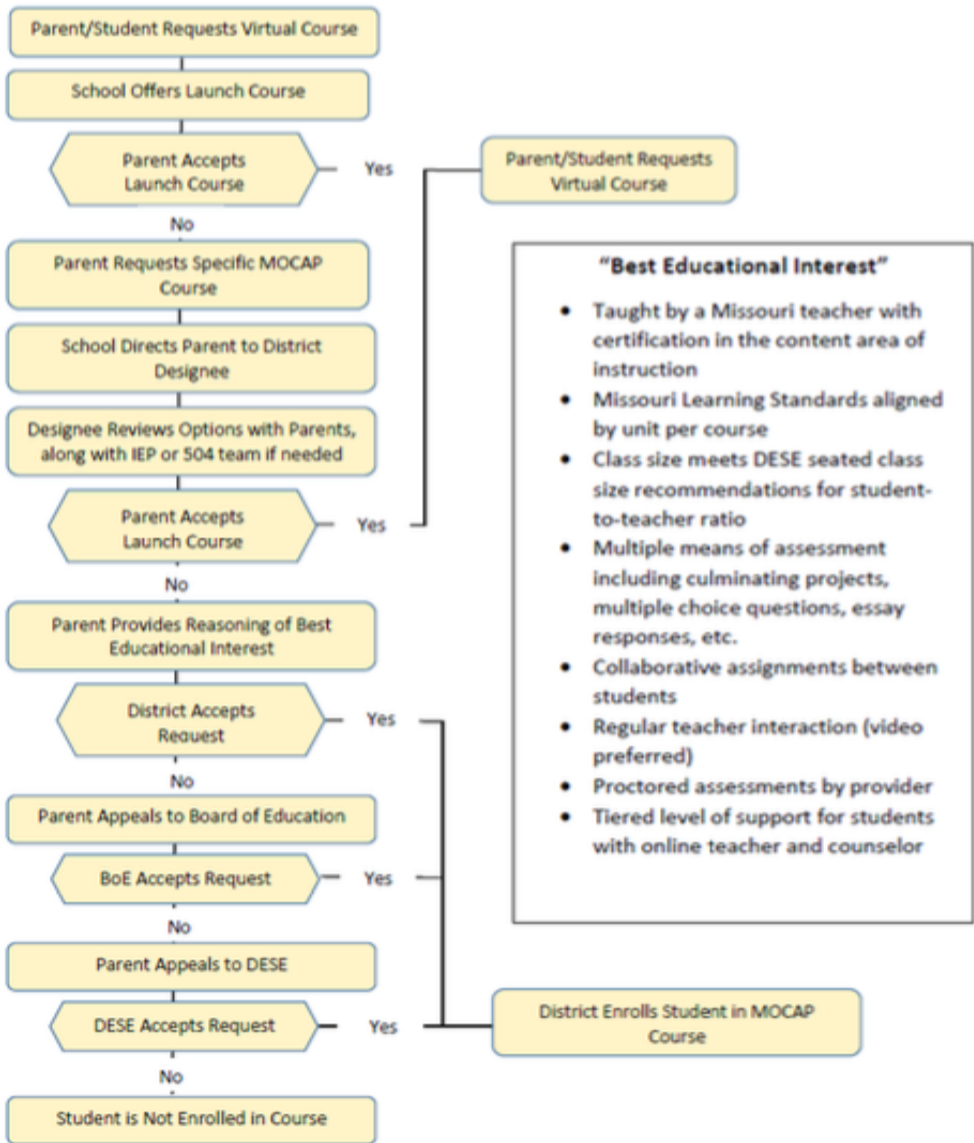 Parent/Student Requests Virtual Course
School Offers Launch Course
Parent Accepts
Launch Course
Yes
Parent/Student Requests
Virtual Course
No
Parent Requests Specific MOCAP
Course
School Directs Parent to District
Designee
Designee Reviews Options with Parents,
along with IEP or 504 team if needed
Parent Accepts
Launch Course
Yes
No
Parent Provides Reasoning of Best
Educational Interest
District Accepts
Request
Yes
No
Parent Appeals to Board of Education
BoE Accepts Request
Yes
No
Parent Appeals to DESE
DESE Accepts Request
Yes
District Enrolls Student in MOCAP
Course
No
Student is Not Enrolled in Course
"Best Educational Interest"
• Taught by a Missouri teacher with
certification in the content area of
instruction
• Missouri Learning Standards aligned
by unit per course
• Class size meets DESE seated class
size recommendations for student-
to-teacher ratio
• Multiple means of assessment
including culminating projects,
multiple choice questions, essay
responses, etc.
• Collaborative assignments between
students
• Regular teacher interaction (video
preferred)
• Proctored assessments by provider
• Tiered level of support for students
with online teacher and counselor